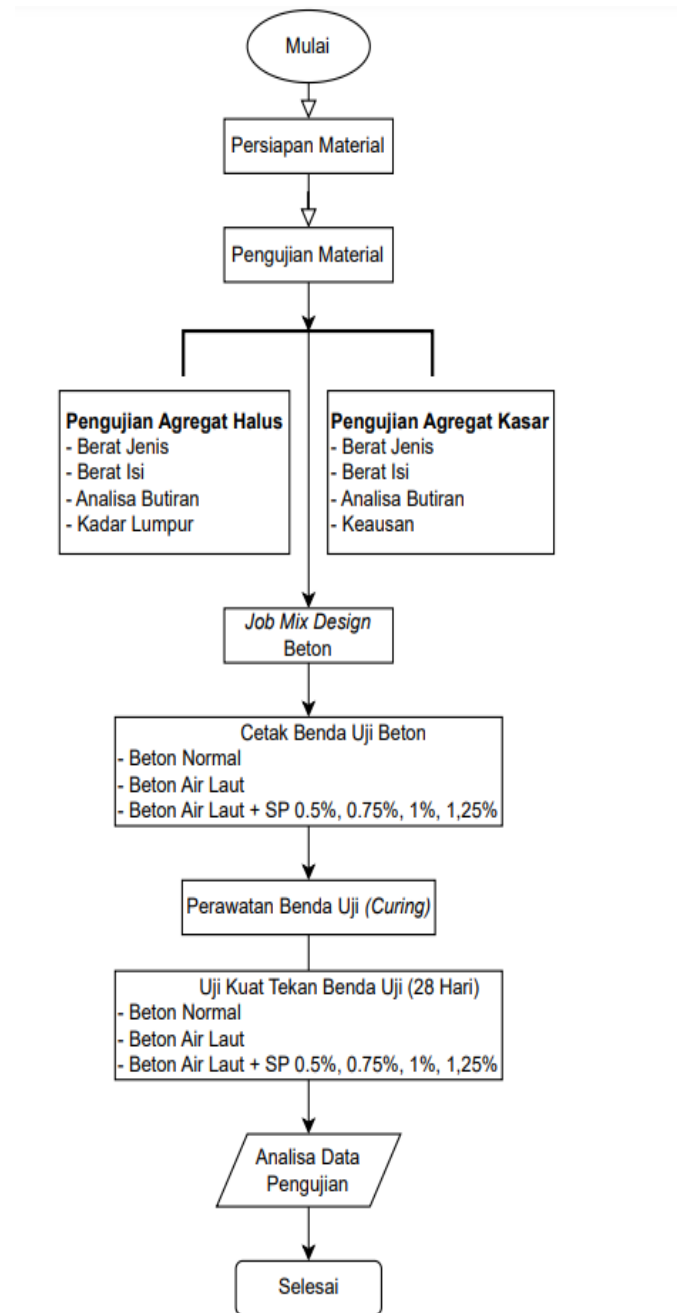 Mulai
Persiapan Material
Pengujian Material
Pengujian Agregat Halus
- Berat Jenis
- Berat Isi
- Analisa Butiran
- Kadar Lumpur
Pengujian Agregat Kasar
- Berat Jenis
- Berat Isi
- Analisa Butiran
- Keausan
Job Mix Design
Beton
Cetak Benda Uji Beton
- Beton Normal
- Beton Air Laut
- Beton Air Laut + SP 0.5%, 0.75%, 1%, 1,25%
Perawatan Benda Uji (Curing)
Uji Kuat Tekan Benda Uji (28 Hari)
- Beton Normal
- Beton Air Laut
- Beton Air Laut + SP 0.5%, 0.75%, 1%, 1,25%
Analisa Data
Pengujian
Selesai